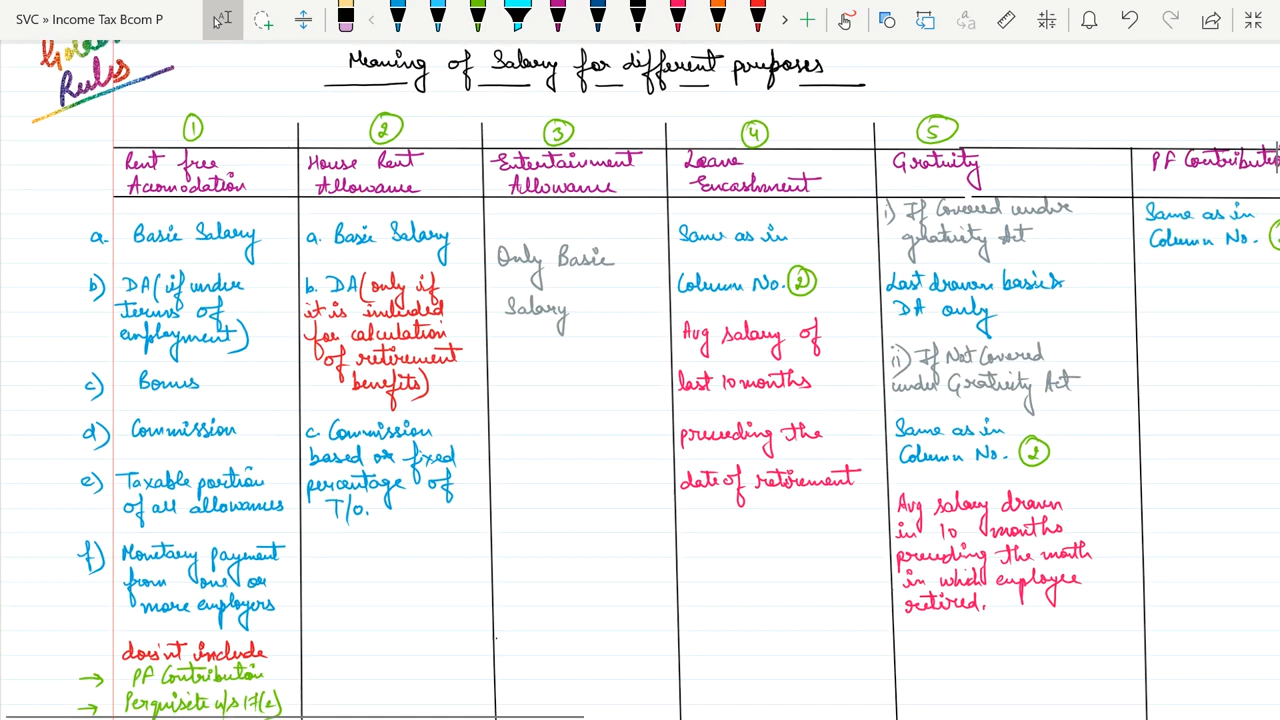 SVC » Income Tax Bcom P
Golden
Rules
Meaning of Salary for different purposes
1
2
3
4
5
Rent free
Acomodation
House Rent
Allowance
Entertainment
Allowance
Leave
Encashment
Gratuity
PF Contribution
a. Basic Salary
b) DA (if under
terms of
employment)
c) Bonus
d) Commission
e) Taxable portion
of all allowances
f) Monetary payment
from one or
more employers
does'nt include
→ PF Contribution
→ Perquisite u/s 17(2)
a. Basic Salary
b. DA (only if
it is included
for calculation
of retirement
benefits)
c. Commission
based on fixed
percentage of
T/O.
Only Basic
Salary
Same as in
Column No. 2
Avg salary of
last 10 months
preceding the
date of retirement
i) If Covered under
gratuity Act
Last drawn basic &
DA only
ii) If Not Covered
under Gratuity Act
Same as in
Column No. 2
Avg salary drawn
in 10 months
preceding the month
in which employee
retired.
Same as in
Column No.